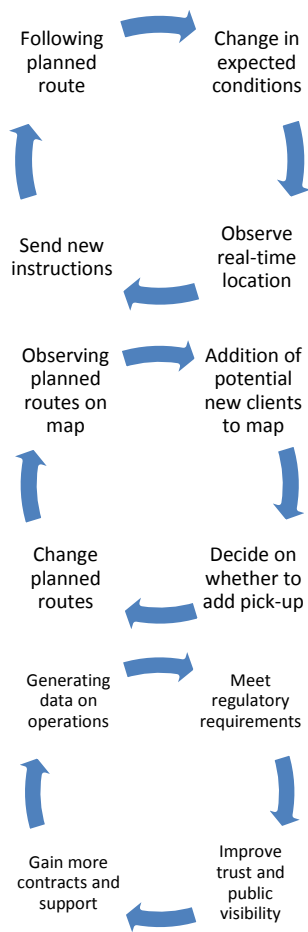 Following
planned
route
Change in
expected
conditions
Observe
real-time
location
Send new
instructions
Observing
planned
routes on
map
Addition of
potential
new clients
to map
Decide on
whether to
add pick-up
Change
planned
routes
Generating
data on
operations
Meet
regulatory
requirements
Improve
trust and
public
visibility
Gain more
contracts and
support